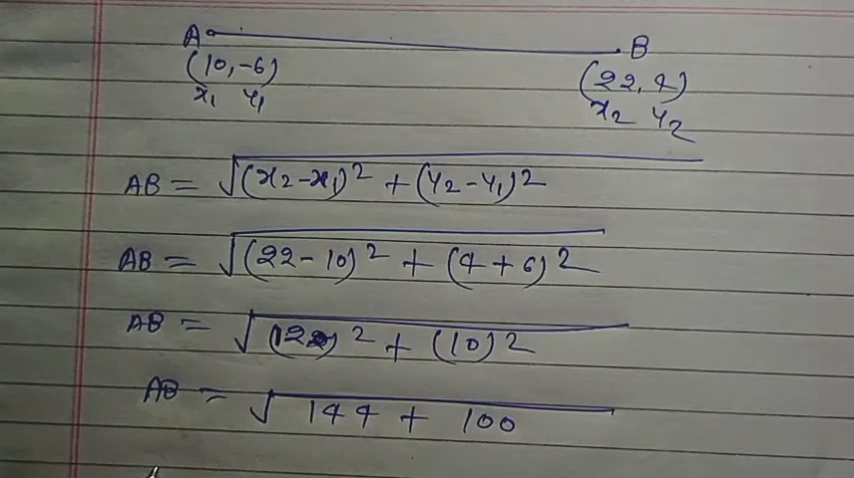 A B
(10,-6) (22,4)
x₁ y₁ x₂ y₂
AB = √(x₂-x₁)² + (y₂-y₁)²
AB = √(22-10)² + (4+6)²
AB = √(12)² + (10)²
AB = √144 + 100